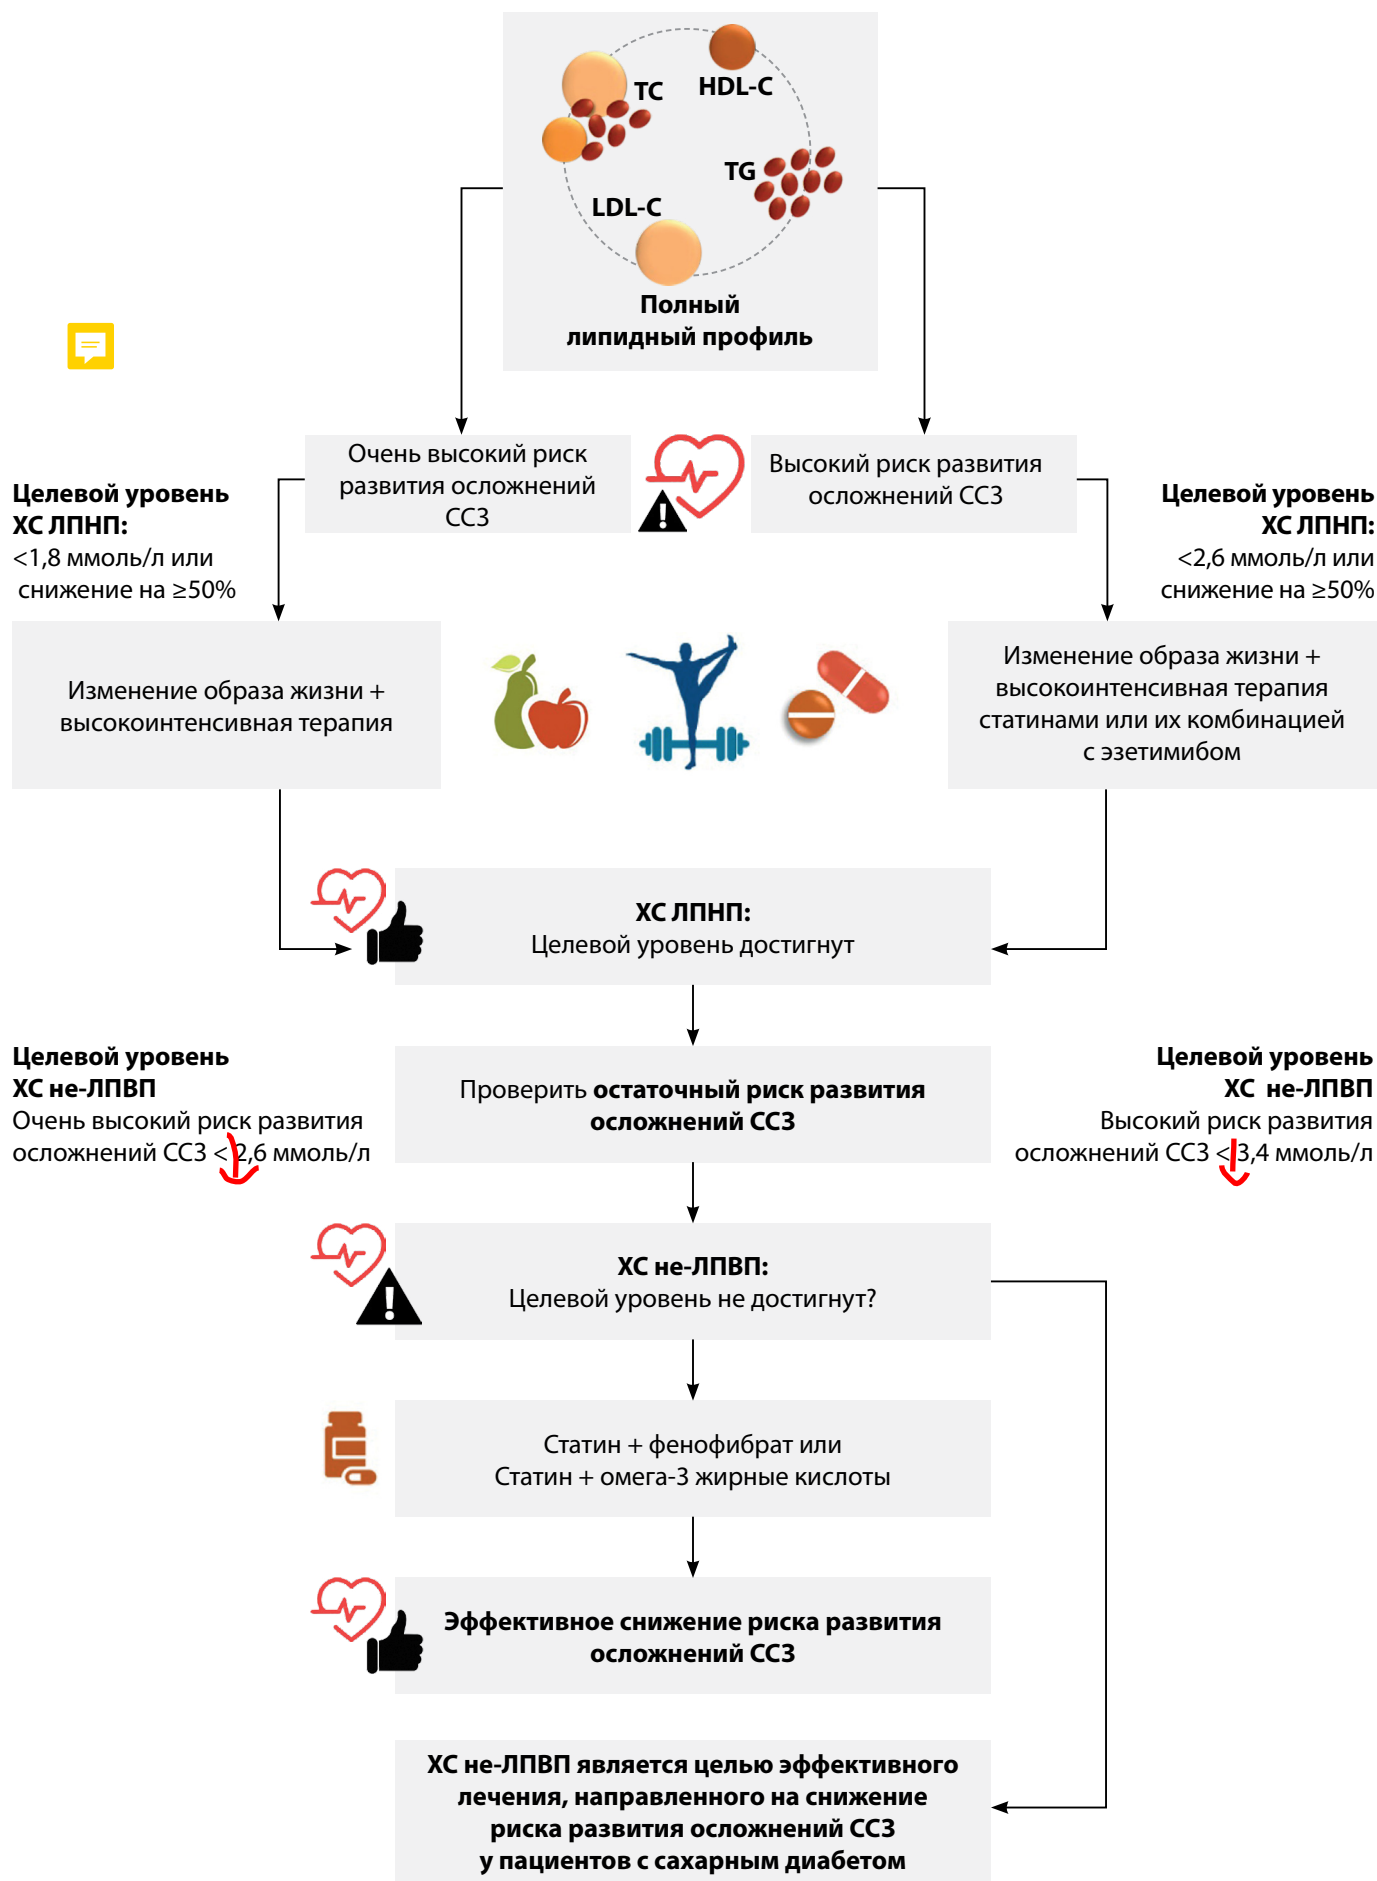 TC
HDL-C
TG
LDL-C
Полный
липидный профиль
Очень высокий риск
развития осложнений
ССЗ
Высокий риск развития
осложнений ССЗ
Целевой уровень
ХС ЛПНП:
<1,8 ммоль/л или
снижение на ≥50%
Целевой уровень
ХС ЛПНП:
<2,6 ммоль/л или
снижение на ≥50%
Изменение образа жизни +
высокоинтенсивная терапия
Изменение образа жизни +
высокоинтенсивная терапия
статинами или их комбинацией
с эзетимибом
ХС ЛПНП:
Целевой уровень достигнут
Целевой уровень
ХС не-ЛПВП
Очень высокий риск развития
осложнений ССЗ < 2,6 ммоль/л
Проверить остаточный риск развития
осложнений ССЗ
Целевой уровень
ХС не-ЛПВП
Высокий риск развития
осложнений ССЗ < 3,4 ммоль/л
ХС не-ЛПВП:
Целевой уровень не достигнут?
Статин + фенофибрат или
Статин + омега-3 жирные кислоты
Эффективное снижение риска развития
осложнений ССЗ
ХС не-ЛПВП является целью эффективного
лечения, направленного на снижение
риска развития осложнений ССЗ
у пациентов с сахарным диабетом